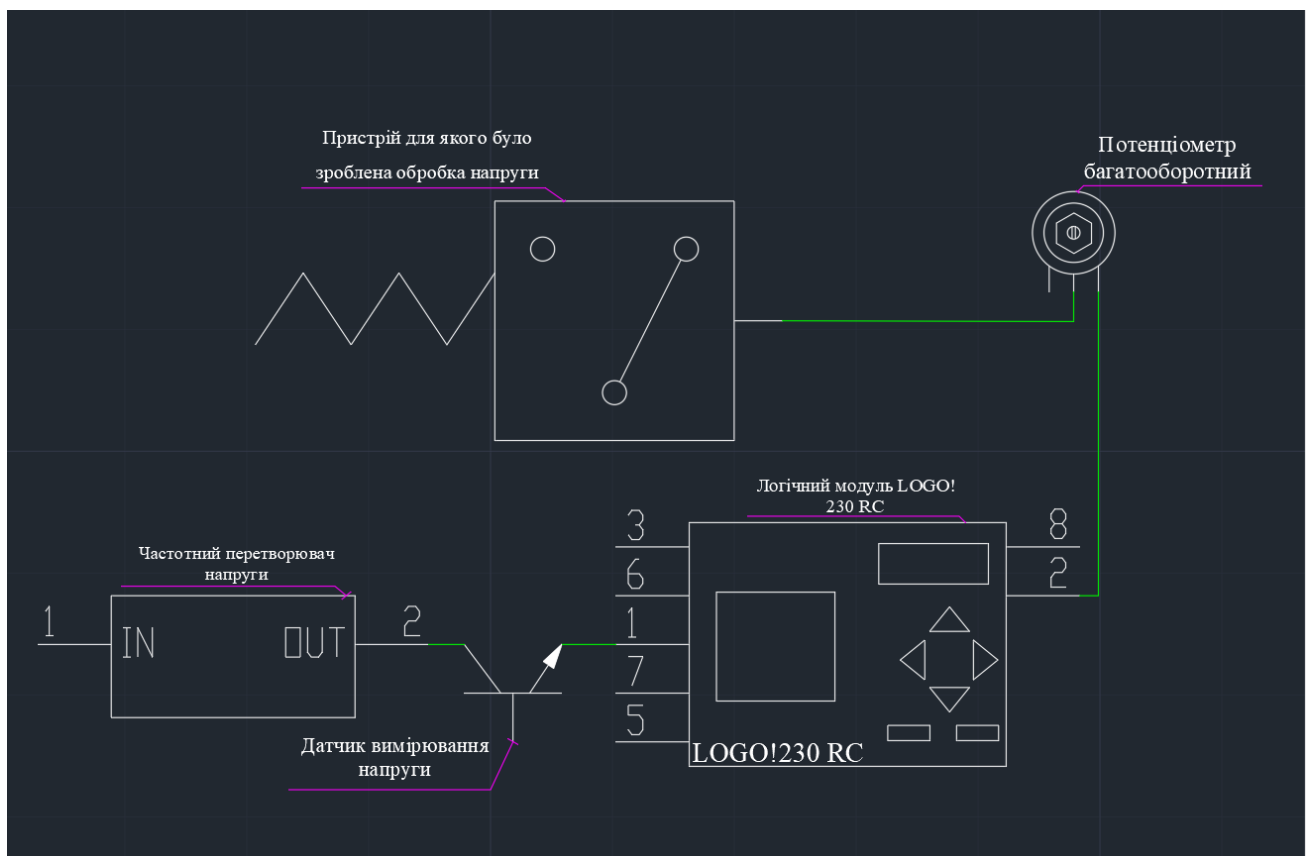 Пристрій для якого було
зроблена обробка напруги
Потенціометр
багатооборотний
Логічний модуль LOGO!
230 RC
3
6
1
7
5
8
2
LOGO!230 RC
Частотний перетворювач
напруги
1
IN
OUT
2
Датчик вимірювання
напруги